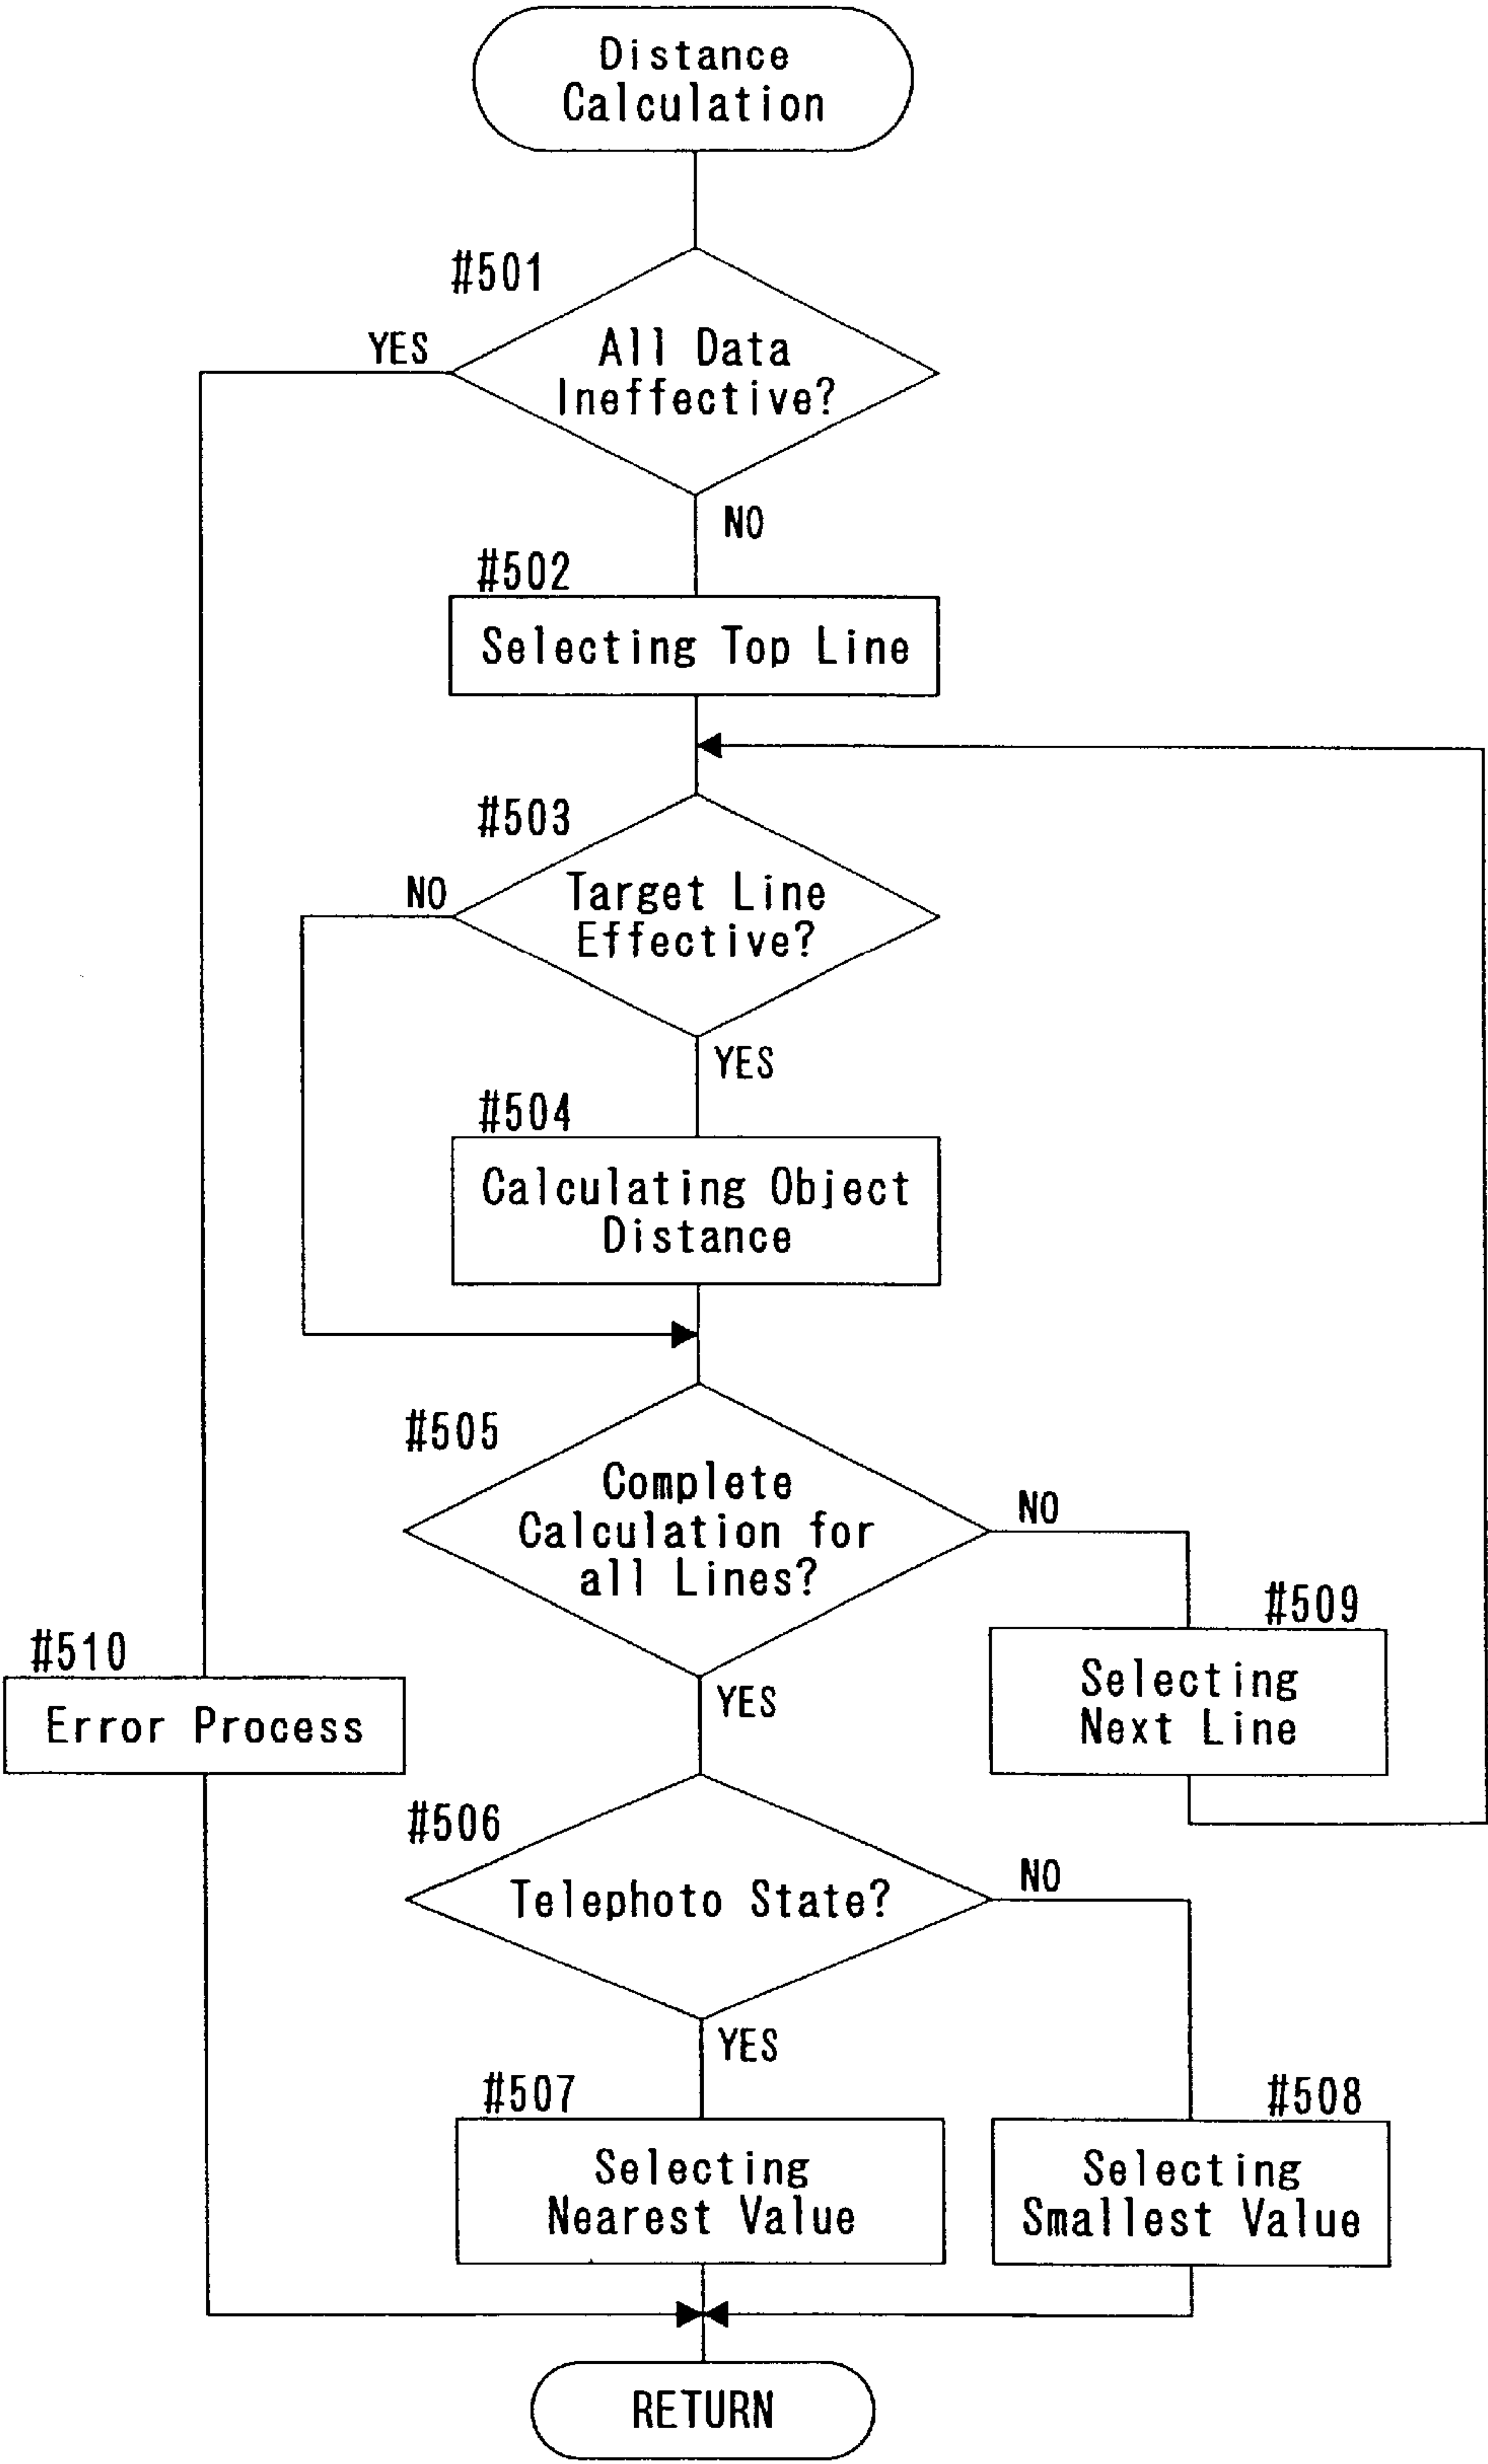 Distance
Calculation
#501
YES
All Data
Ineffective?
NO
#502
Selecting Top Line
#503
NO
Target Line
Effective?
YES
#504
Calculating Object
Distance
#505
Complete
Calculation for
all Lines?
NO
#509
Selecting
Next Line
YES
#510
Error Process
#506
Telephoto State?
NO
YES
#507
Selecting
Nearest Value
#508
Selecting
Smallest Value
RETURN